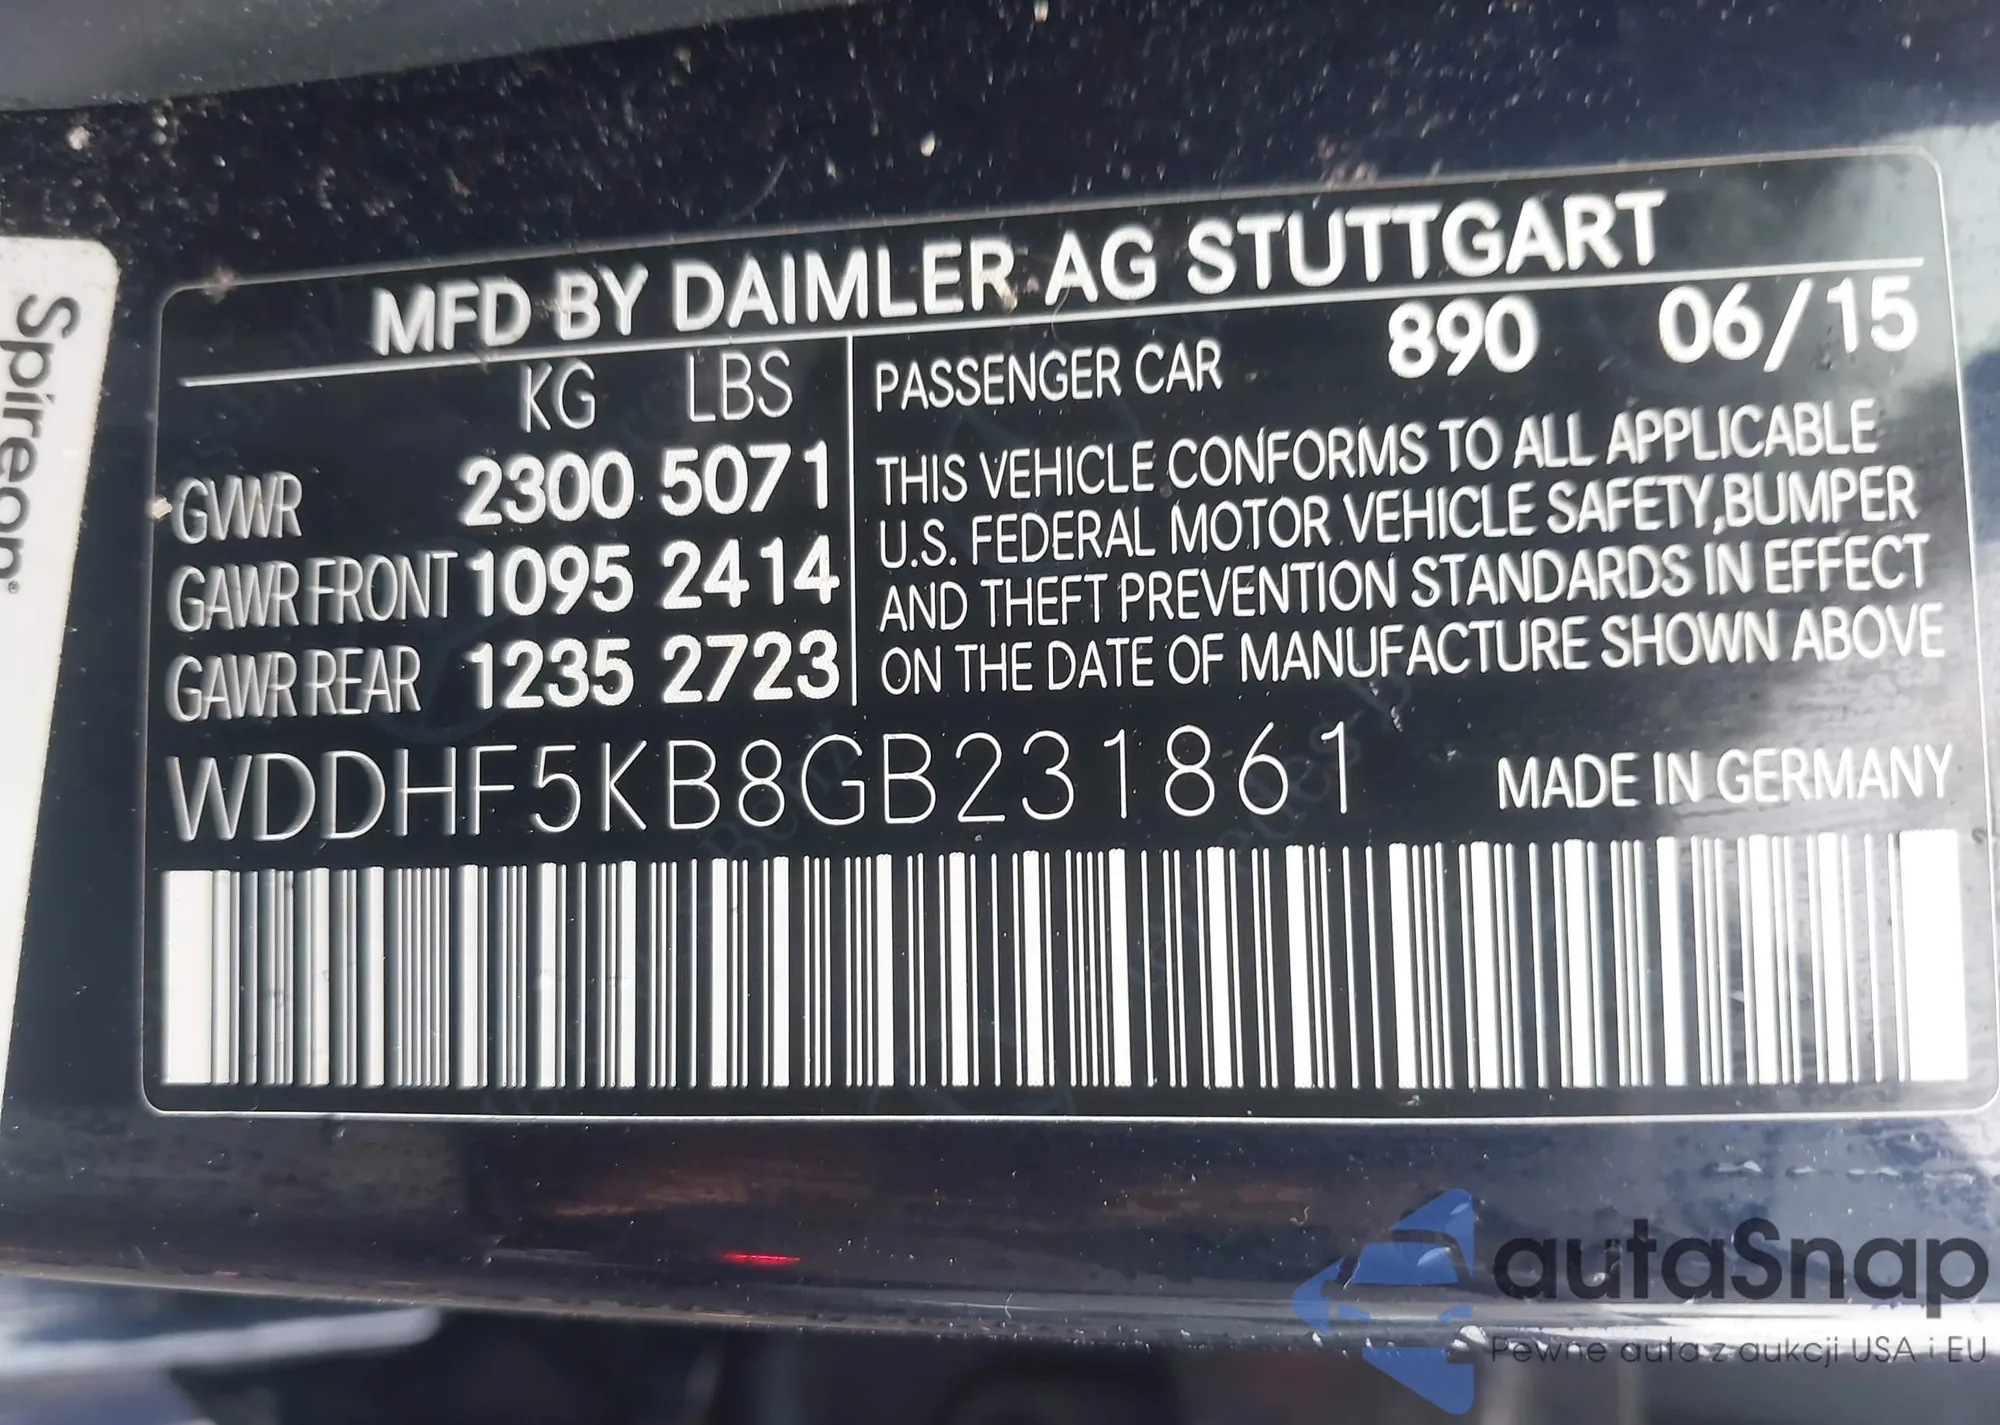 Spireon
MFD BY DAIMLER AG STUTTGART
KG LBS
GVWR 2300 5071
GAWR FRONT 1095 2414
GAWR REAR 1235 2723
PASSENGER CAR 890 06/15
THIS VEHICLE CONFORMS TO ALL APPLICABLE
U.S. FEDERAL MOTOR VEHICLE SAFETY,BUMPER
AND THEFT PREVENTION STANDARDS IN EFFECT
ON THE DATE OF MANUFACTURE SHOWN ABOVE
WDDHF5KB8GB231861 MADE IN GERMANY
autaSnap
Pewne auta z aukcji USA i EU